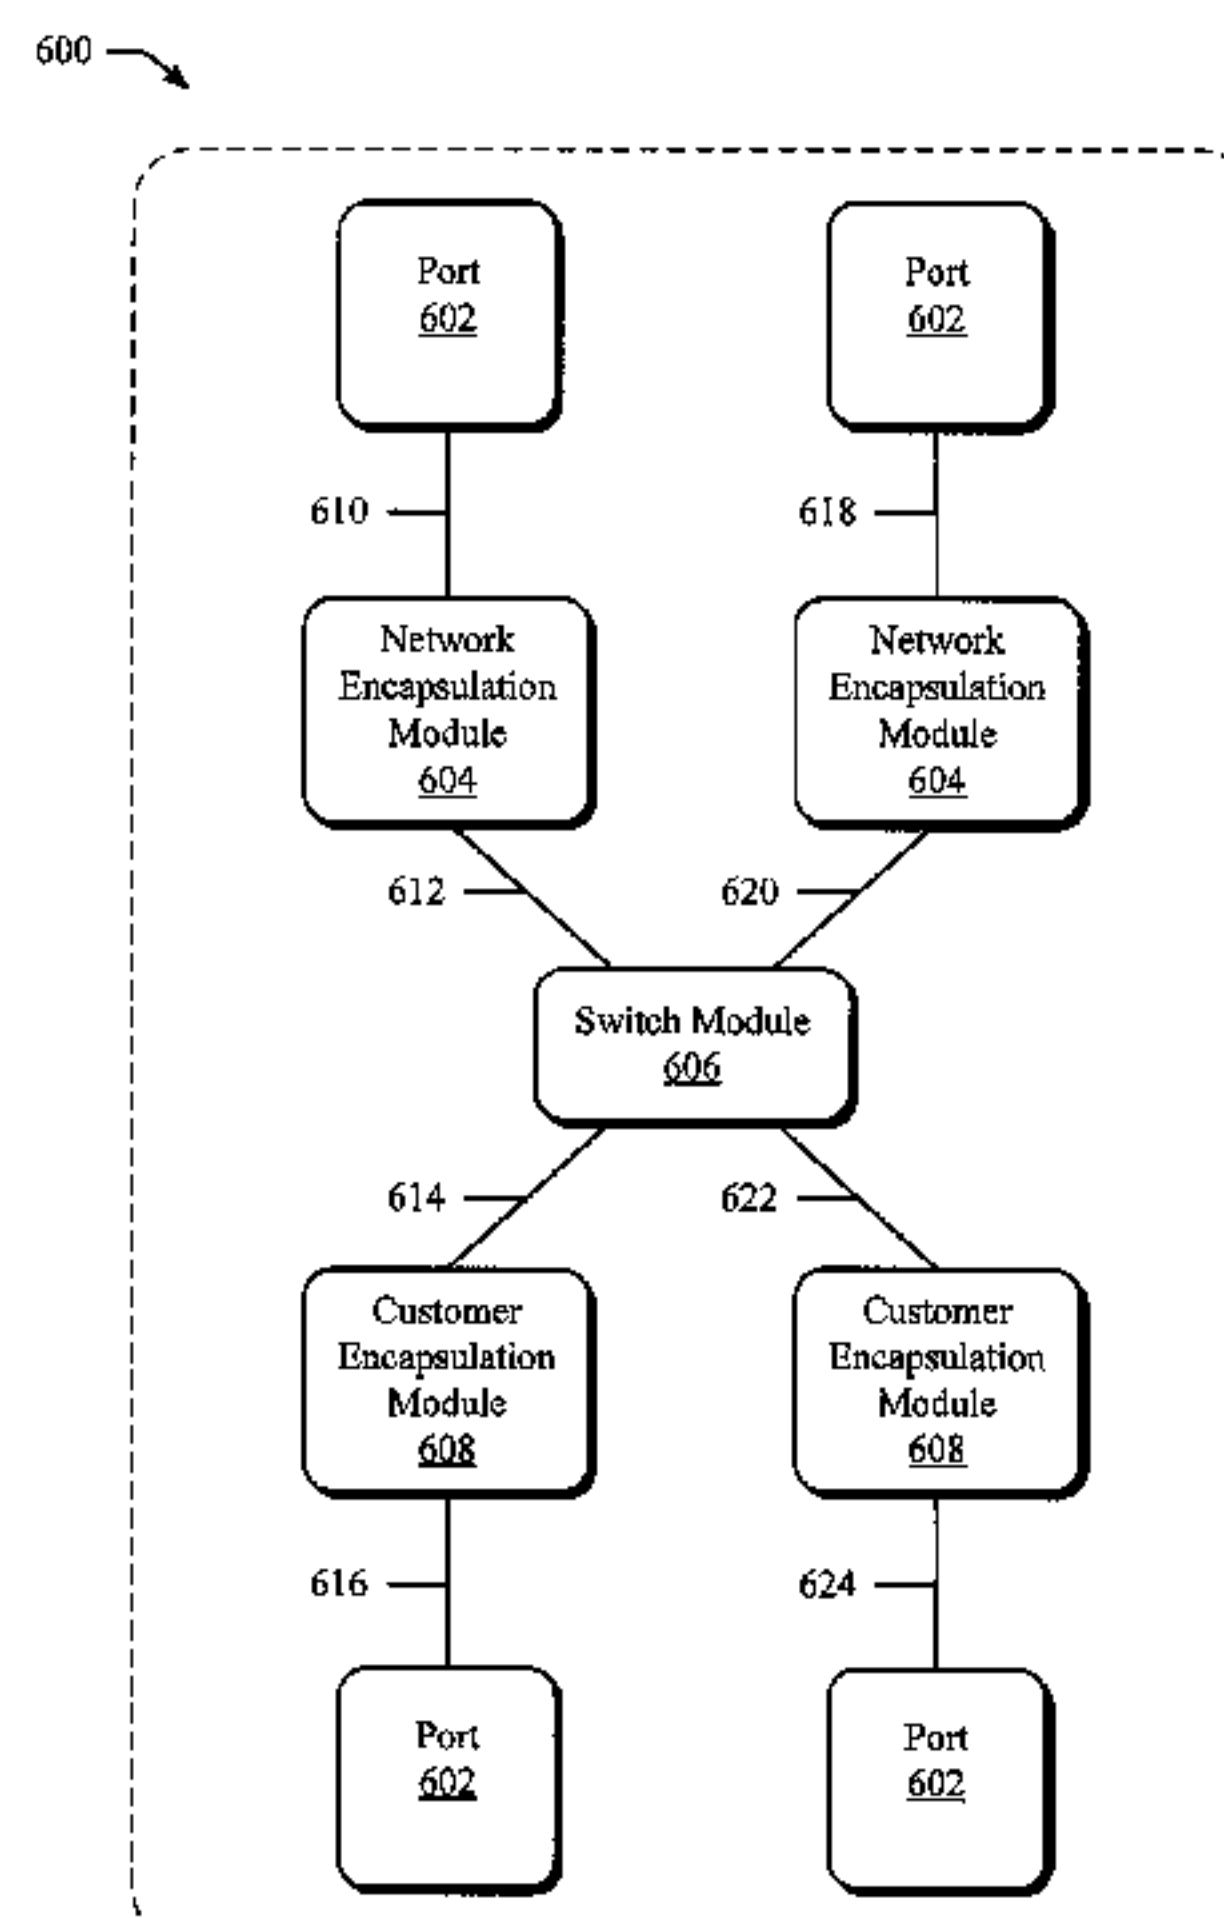 600
Port
602
Port
602
610
618
Network
Encapsulation
Module
604
Network
Encapsulation
Module
604
612
620
Switch Module
606
614
622
Customer
Encapsulation
Module
608
Customer
Encapsulation
Module
608
616
624
Port
602
Port
602